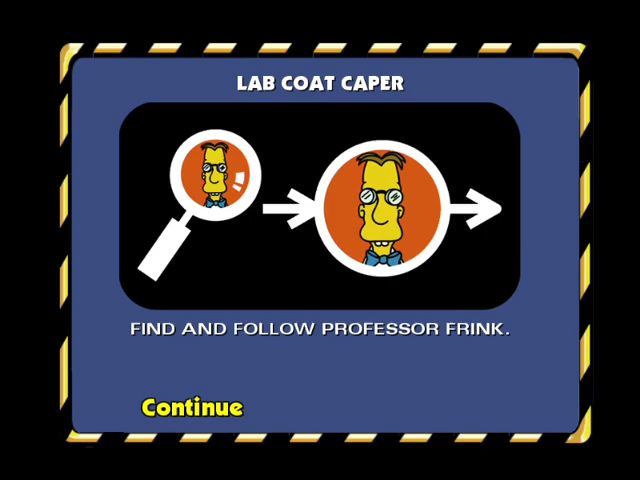 LAB COAT CAPER
FIND AND FOLLOW PROFESSOR FRINK.
Continue